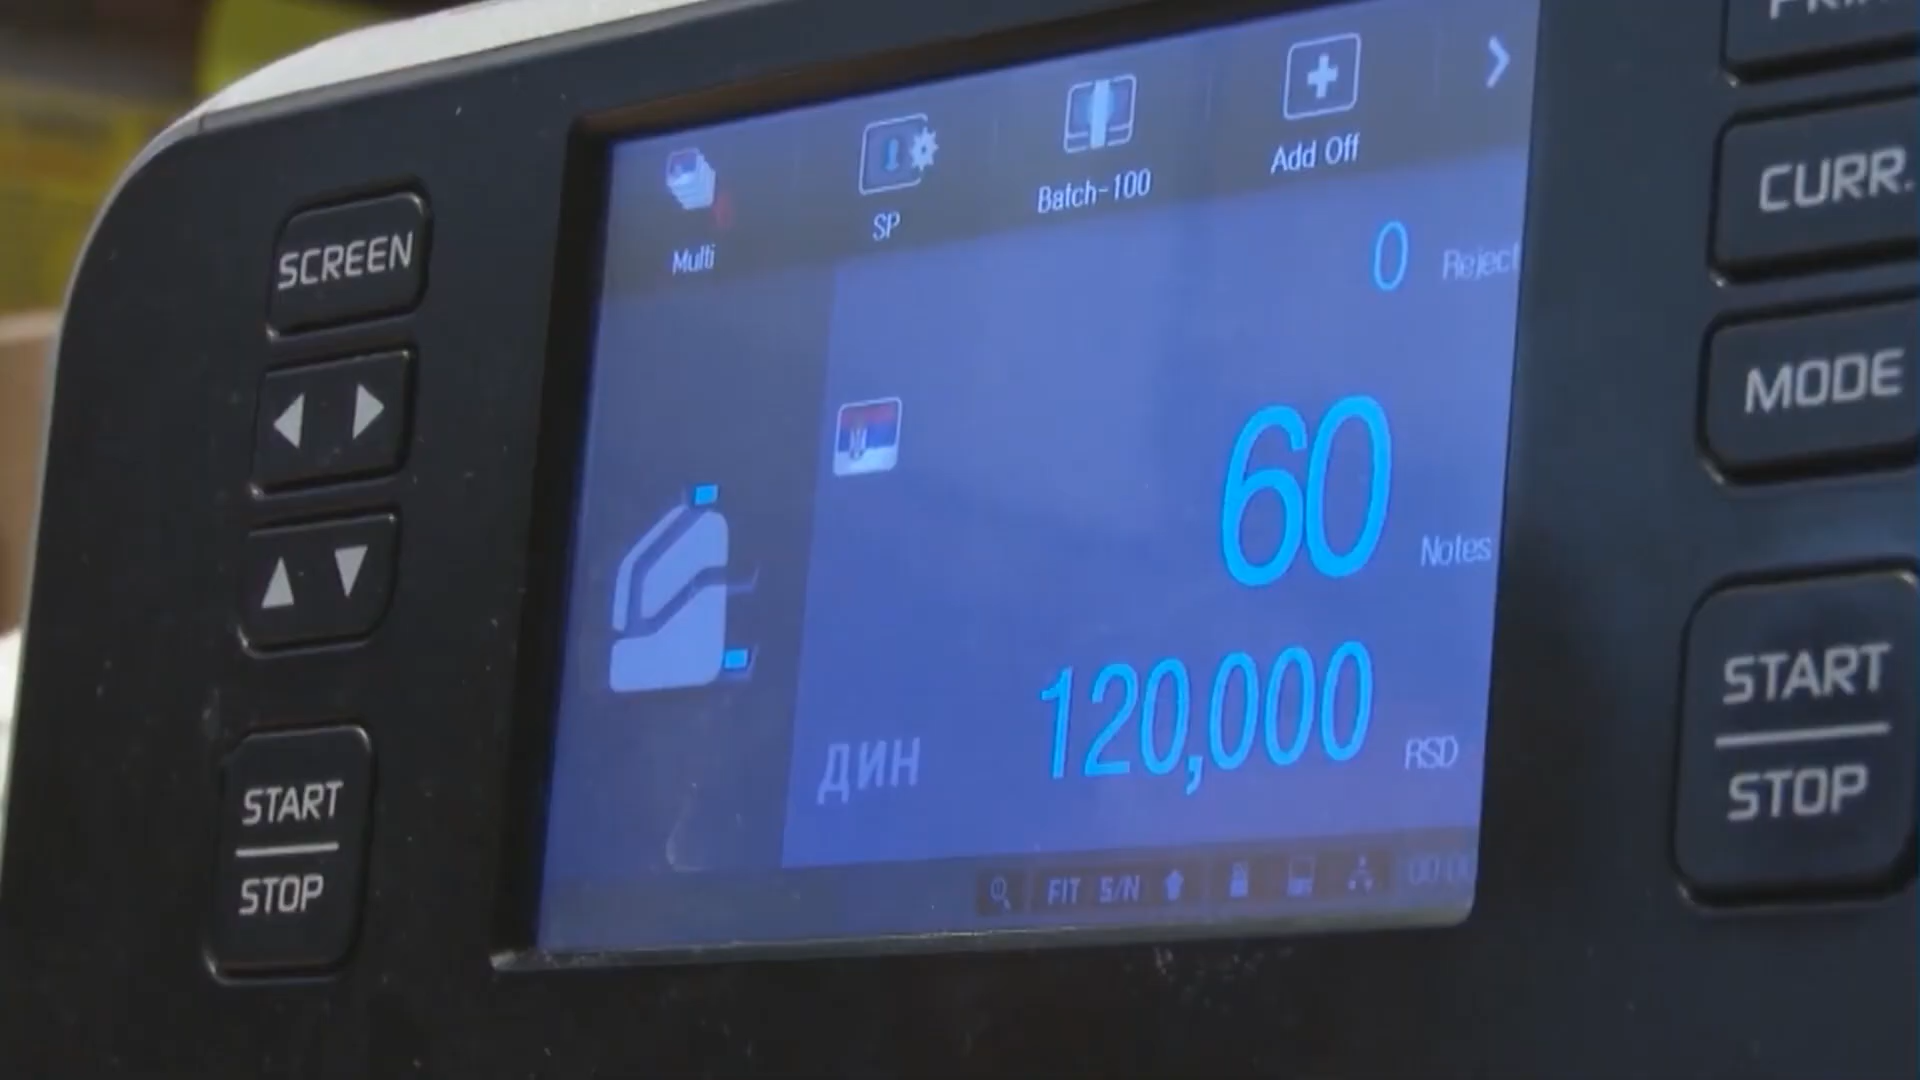 SCREEN
START
STOP
Multi
SP
Batch-100
Add Off
0 Reject
60 Notes
ДИН 120,000 RSD
FIT S/N
CURR.
MODE
START
STOP